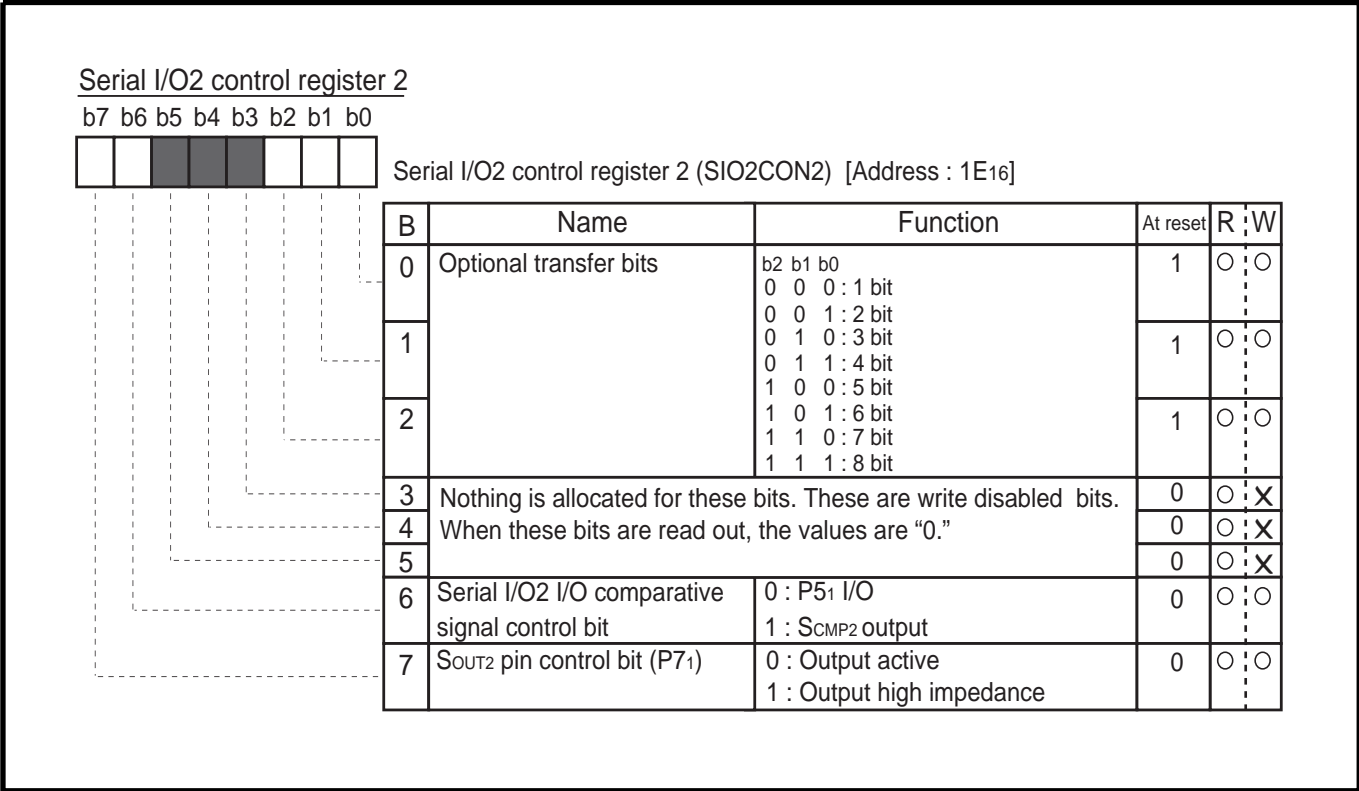 Serial I/O2 control register 2
b7 b6 b5 b4 b3 b2 b1 b0
Serial I/O2 control register 2 (SIO2CON2) [Address : 1E16]
B Name Function At reset R W
0 Optional transfer bits b2 b1 b0 1 O O
0 0 0 : 1 bit
0 0 1 : 2 bit
1 0 1 0 : 3 bit 1 O O
0 1 1 : 4 bit
1 0 0 : 5 bit
2 1 0 1 : 6 bit 1 O O
1 1 0 : 7 bit
1 1 1 : 8 bit
3 Nothing is allocated for these bits. These are write disabled bits. 0 O X
4 When these bits are read out, the values are “0.” 0 O X
5 0 O X
6 Serial I/O2 I/O comparative 0 : P51 I/O 0 O O
signal control bit 1 : SCMP2 output
7 SOUT2 pin control bit (P71) 0 : Output active 0 O O
1 : Output high impedance